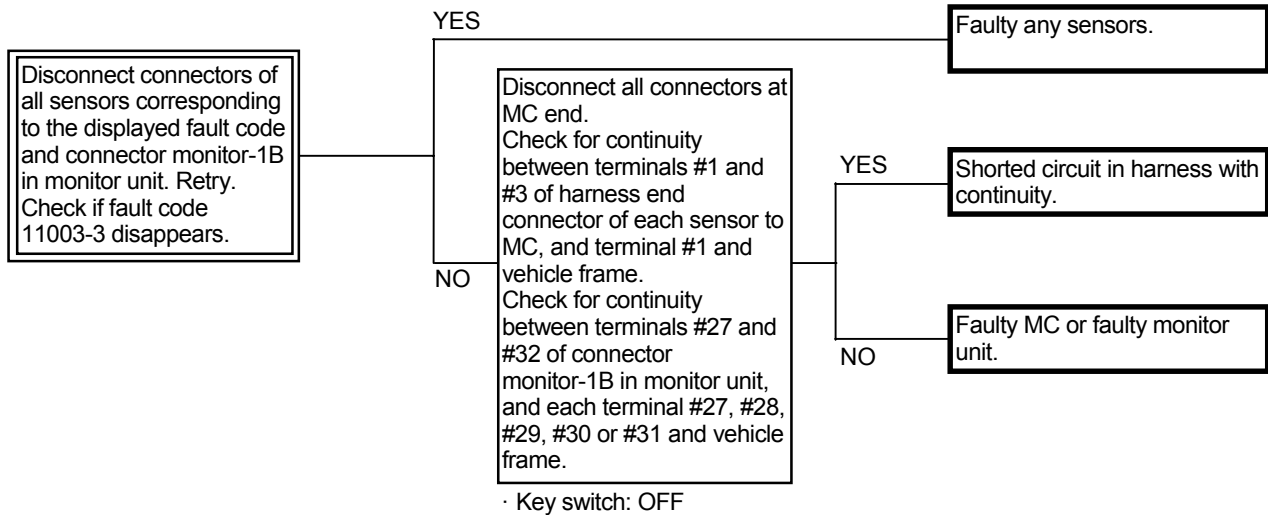 Disconnect connectors of
all sensors corresponding
to the displayed fault code
and connector monitor-1B
in monitor unit. Retry.
Check if fault code
11003-3 disappears.
YES
Faulty any sensors.
NO
Disconnect all connectors at
MC end.
Check for continuity
between terminals #1 and
#3 of harness end
connector of each sensor to
MC, and terminal #1 and
vehicle frame.
Check for continuity
between terminals #27 and
#32 of connector
monitor-1B in monitor unit,
and each terminal #27, #28,
#29, #30 or #31 and vehicle
frame.
· Key switch: OFF
YES
Shorted circuit in harness with
continuity.
NO
Faulty MC or faulty monitor
unit.